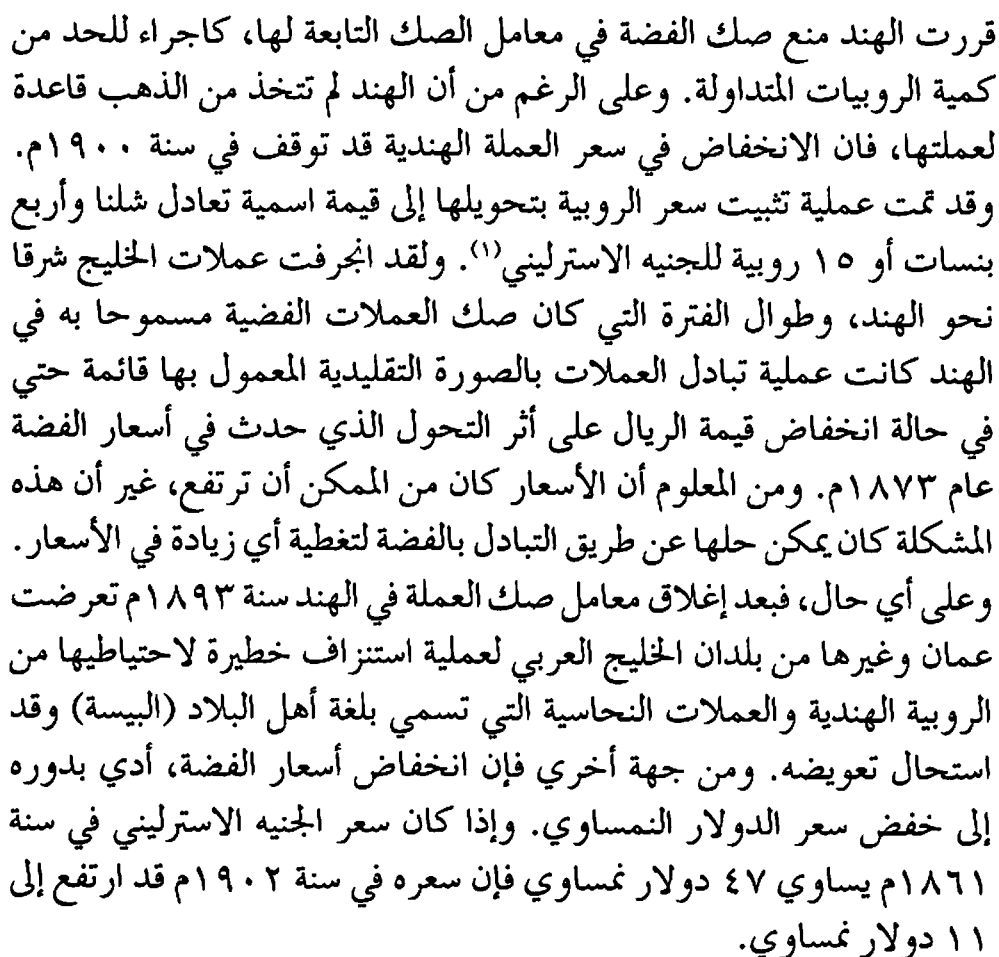 قررت الهند منع صك الفضة في معامل الصك التابعة لها، كاجراء للحد من
كمية الروبيات المتداولة. وعلى الرغم من أن الهند لم تتخذ من الذهب قاعدة
لعملتها، فان الانخفاض في سعر العملة الهندية قد توقف في سنة ١٩٠٠م.
وقد تمت عملية تثبيت سعر الروبية بتحويلها إلى قيمة اسمية تعادل شلنا وأربع
بنسات أو ١٥ روبية للجنيه الاسترليني(١). ولقد انجرفت عملات الخليج شرقا
نحو الهند، وطوال الفترة التي كان صك العملات الفضية مسموحا به في
الهند كانت عملية تبادل العملات بالصورة التقليدية المعمول بها قائمة حتي
في حالة انخفاض قيمة الريال على أثر التحول الذي حدث في أسعار الفضة
عام ١٨٧٣م. ومن المعلوم أن الأسعار كان من الممكن أن ترتفع، غير أن هذه
المشكلة كان يمكن حلها عن طريق التبادل بالفضة لتغطية أي زيادة في الأسعار.
وعلى أي حال، فبعد إغلاق معامل صك العملة في الهند سنة ١٨٩٣م تعرضت
عمان وغيرها من بلدان الخليج العربي لعملية استنزاف خطيرة لاحتياطيها من
الروبية الهندية والعملات النحاسية التي تسمي بلغة أهل البلاد (البيسة) وقد
استحال تعويضه. ومن جهة أخري فإن انخفاض أسعار الفضة، أدي بدوره
إلى خفض سعر الدولار النمساوي. وإذا كان سعر الجنيه الاسترليني في سنة
١٨٦١م يساوي ٤٧ دولار نمساوي فإن سعره في سنة ١٩٠٢م قد ارتفع إلى
١١ دولار نمساوي.